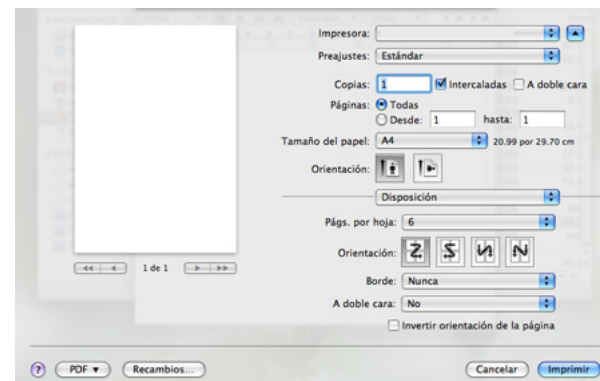 Impresora:
Preajustes: Estándar
Copias: 1 Intercaladas A doble cara
Páginas: Todas
Desde: 1 hasta: 1
Tamaño del papel: A4 20.99 por 29.70 cm
Orientación:
Disposición
Págs. por hoja: 6
Orientación:
1 de 1
Borde: Nunca
A doble cara: No
Invertir orientación de la página
? PDF Recambios... Cancelar Imprimir